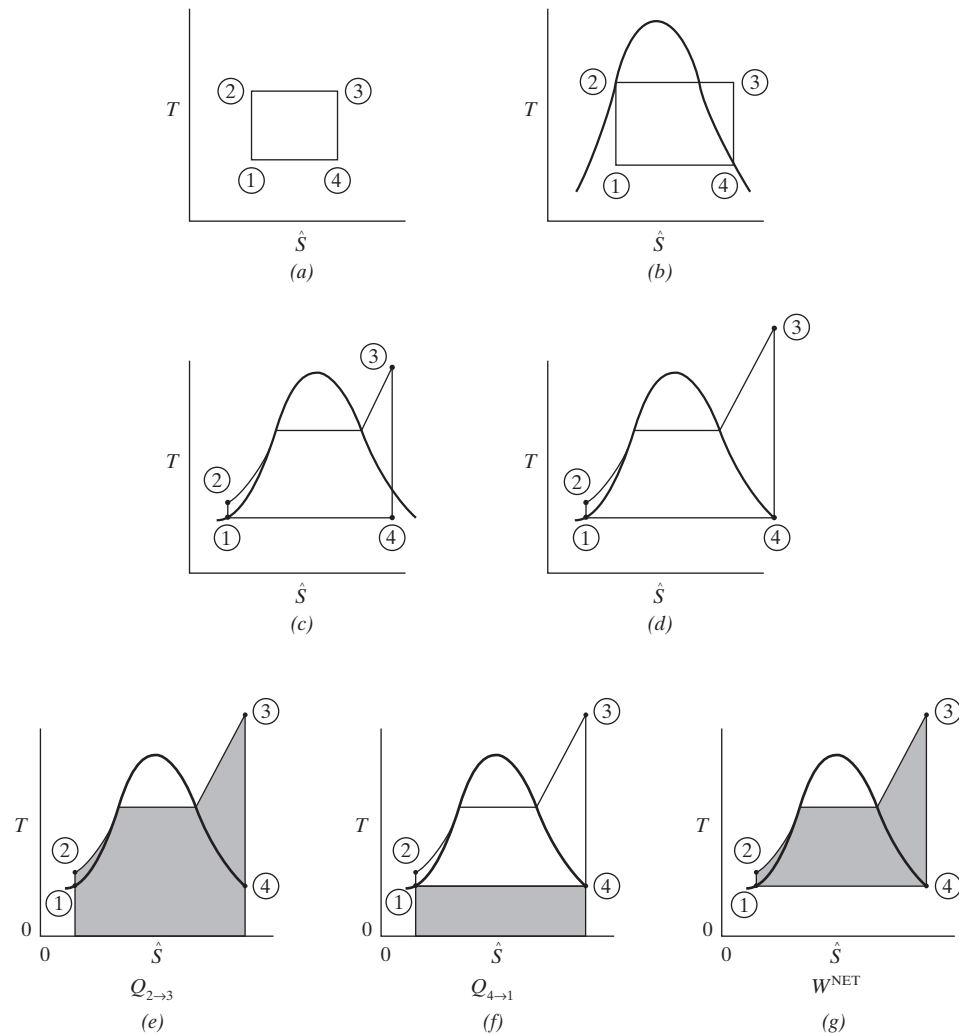 ② ③
T
① ④
Ŝ
(a)
② ③
T
① ④
Ŝ
(b)
③
T
②
① ④
Ŝ
(c)
③
T
②
① ④
Ŝ
(d)
③
T
②
① ④
0
0 Ŝ
Q2→3
(e)
③
T
②
① ④
0
0 Ŝ
Q4→1
(f)
③
T
②
① ④
0
0 Ŝ
W^NET
(g)